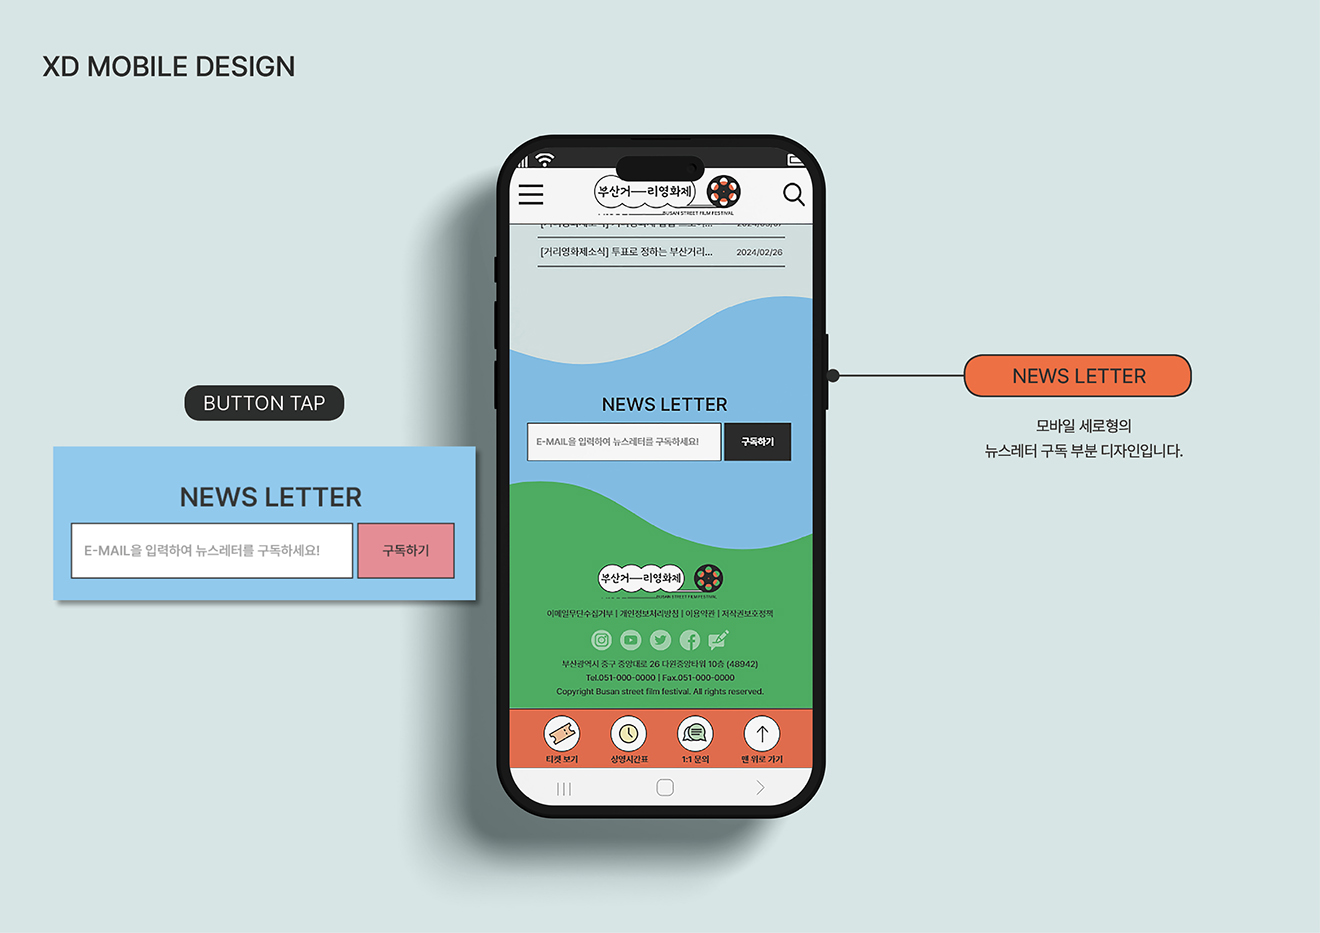 XD MOBILE DESIGN
부산거—리영화제
BUSAN STREET FILM FESTIVAL
[거리영화제소식] 투표로 정하는 부산거리... 2024/02/26
NEWS LETTER
E-MAIL을 입력하여 뉴스레터를 구독하세요! 구독하기
부산거—리영화제
BUSAN STREET FILM FESTIVAL
이메일무단수집거부 | 개인정보처리방침 | 이용약관 | 저작권보호정책
부산광역시 중구 중앙대로 26 다원중앙타워 10층 (48942)
Tel.051-000-0000 | Fax.051-000-0000
Copyright Busan street film festival. All rights reserved.
티켓 보기 상영시간표 1:1 문의 맨 위로 가기
BUTTON TAP
NEWS LETTER
E-MAIL을 입력하여 뉴스레터를 구독하세요! 구독하기
NEWS LETTER
모바일 세로형의
뉴스레터 구독 부분 디자인입니다.